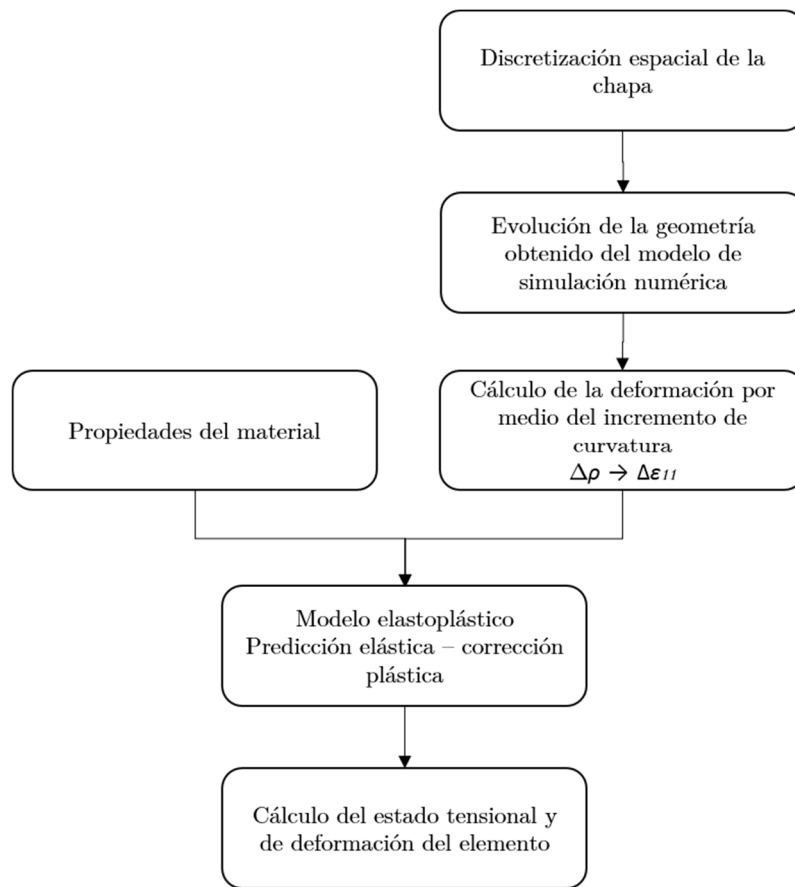 Discretización espacial de la
chapa
Evolución de la geometría
obtenido del modelo de
simulación numérica
Propiedades del material
Cálculo de la deformación por
medio del incremento de
curvatura
Δρ → Δε₁₁
Modelo elastoplástico
Predicción elástica – corrección
plástica
Cálculo del estado tensional y
de deformación del elemento